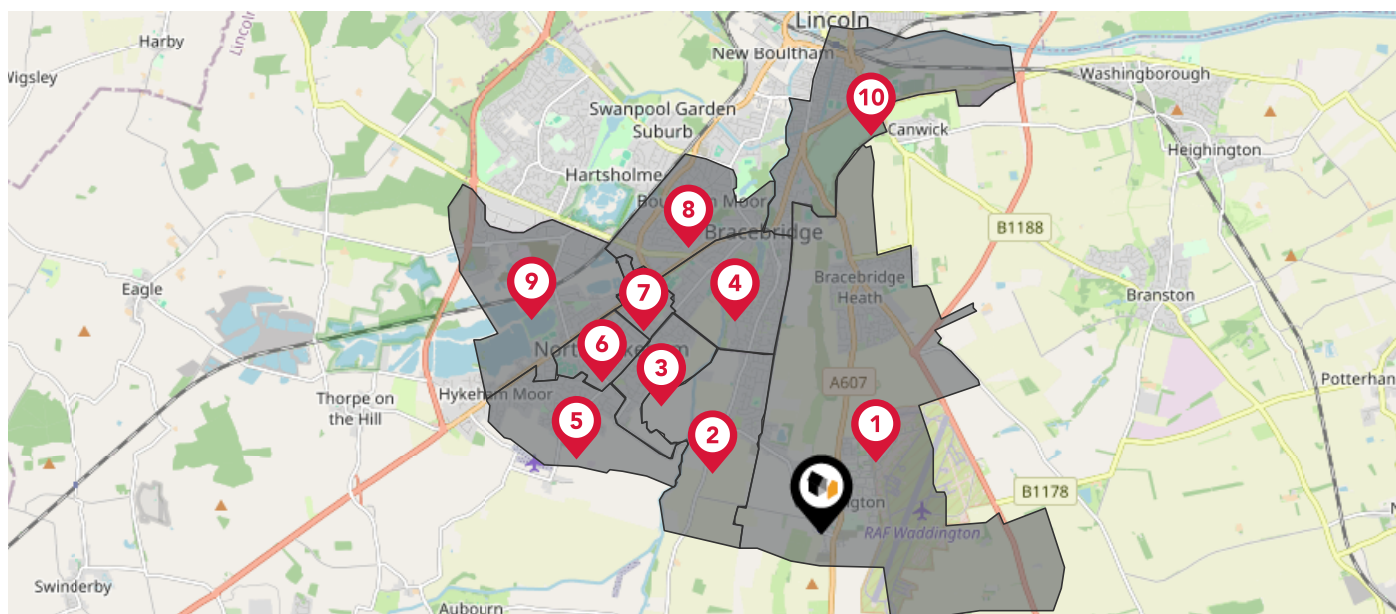 Lincoln
Harby
Lincoln
New Boultham
Wigsley
Washingborough
10
Swanpool Garden
Suburb
Canwick
Heighington
Hartsholme
8
Bracebridge
B1188
9
7
4
Bracebridge
Heath
Eagle
Branston
6
3
A607
Potterhan
Thorpe on
the Hill
Hykeham Moor
5
2
1
B1178
RAF Waddington
Swinderby
Aubourn